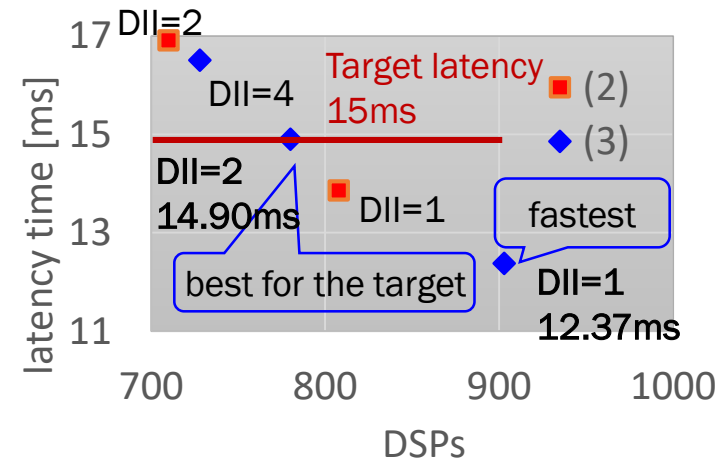 DII=2
17
Target latency
15ms
(2)
DII=4
15
(3)
DII=2
14.90ms
DII=1
fastest
13
best for the target
DII=1
12.37ms
11
latency time [ms]
700
800
900
1000
DSPs